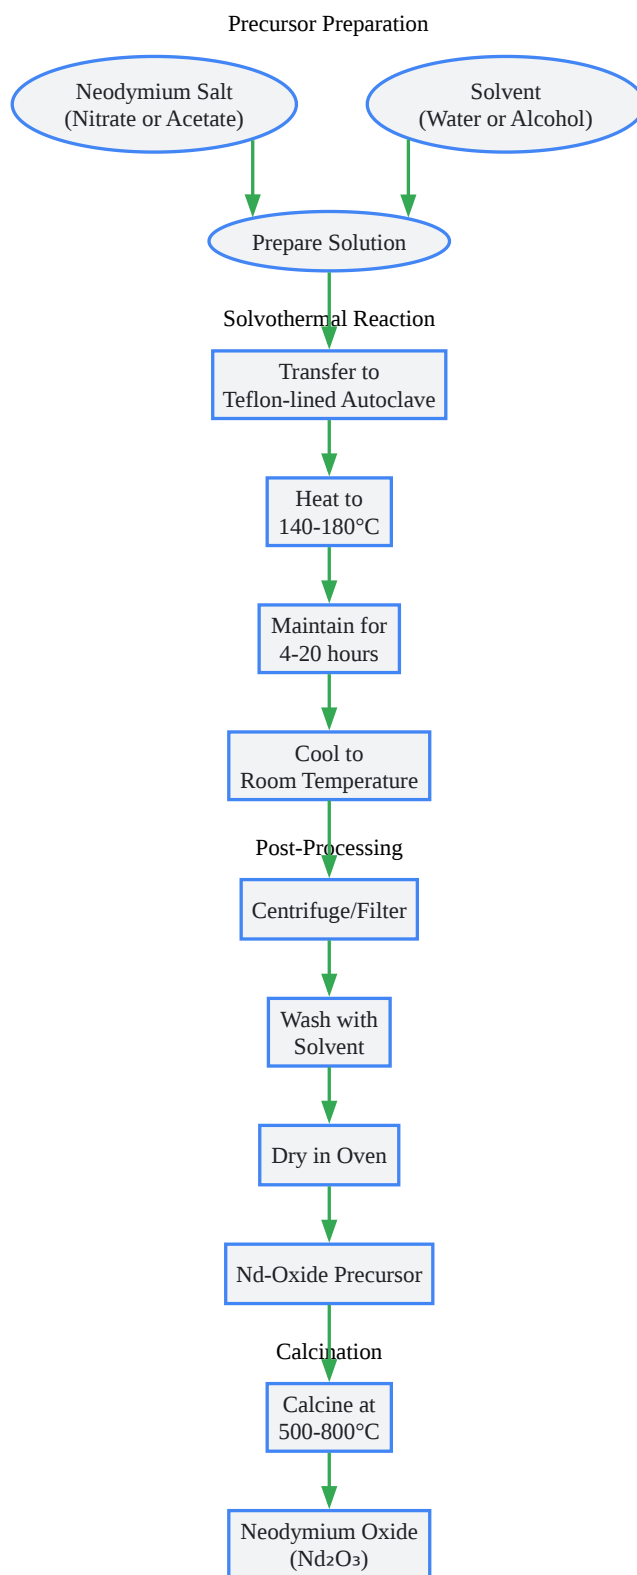 Precursor Preparation
Neodymium Salt
(Nitrate or Acetate)
Solvent
(Water or Alcohol)
Prepare Solution
Solvothermal Reaction
Transfer to
Teflon-lined Autoclave
Heat to
140-180°C
Maintain for
4-20 hours
Cool to
Room Temperature
Post-Processing
Centrifuge/Filter
Wash with
Solvent
Dry in Oven
Nd-Oxide Precursor
Calcination
Calcine at
500-800°C
Neodymium Oxide
(Nd₂O₃)